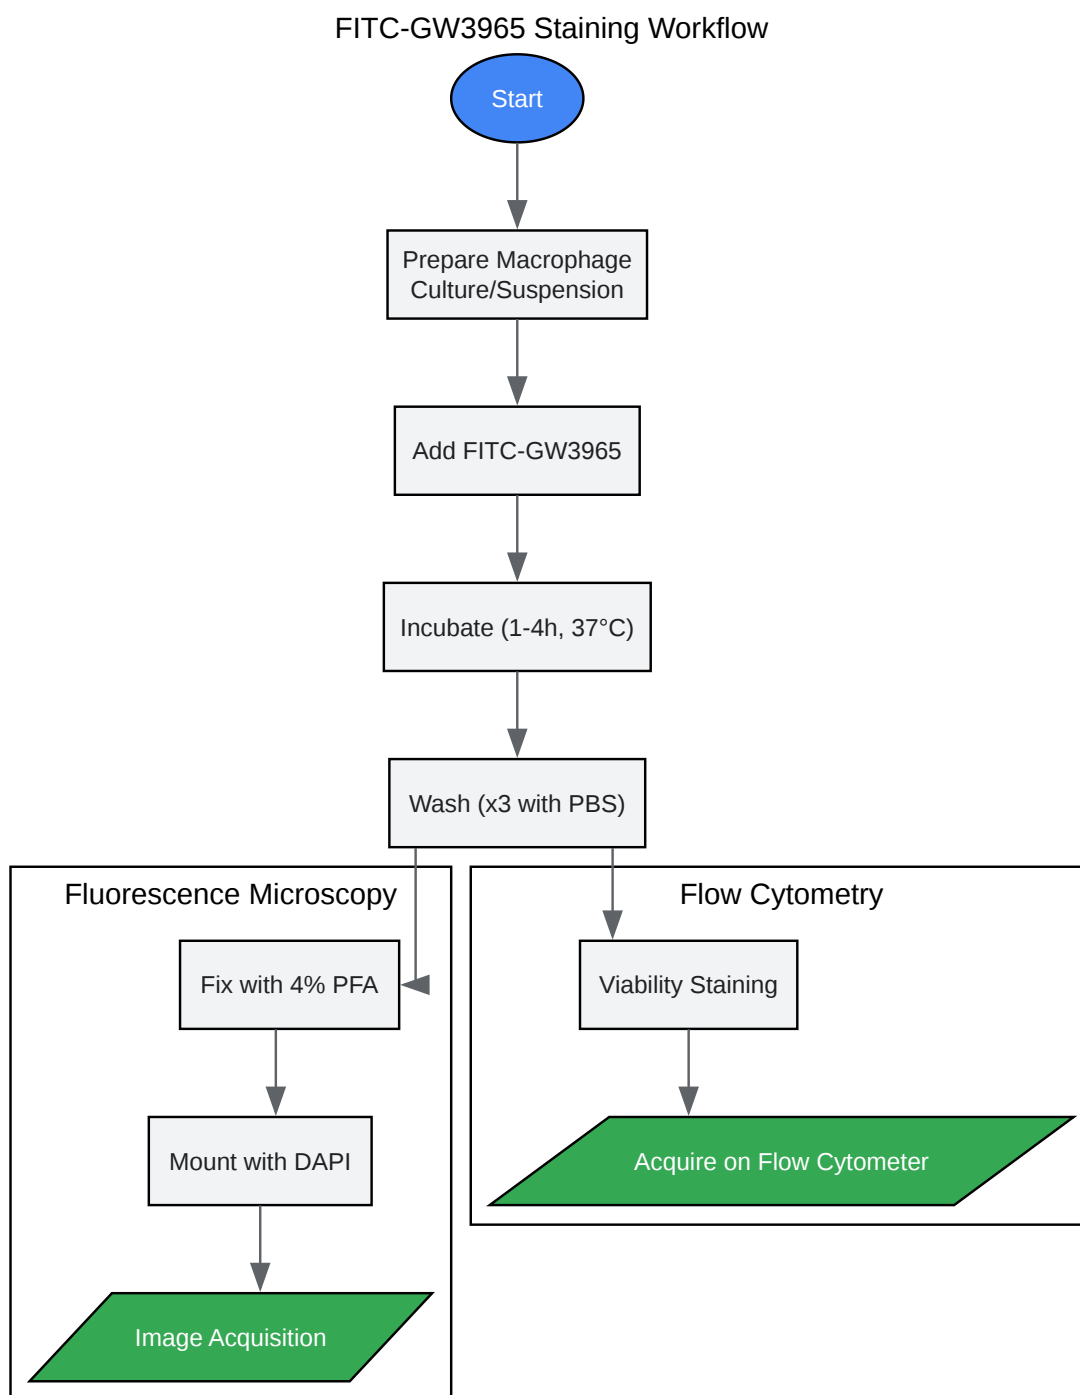 FITC-GW3965 Staining Workflow
Start
Prepare Macrophage
Culture/Suspension
Add FITC-GW3965
Incubate (1-4h, 37°C)
Wash (x3 with PBS)
Fluorescence Microscopy
Fix with 4% PFA
Mount with DAPI
Image Acquisition
Flow Cytometry
Viability Staining
Acquire on Flow Cytometer